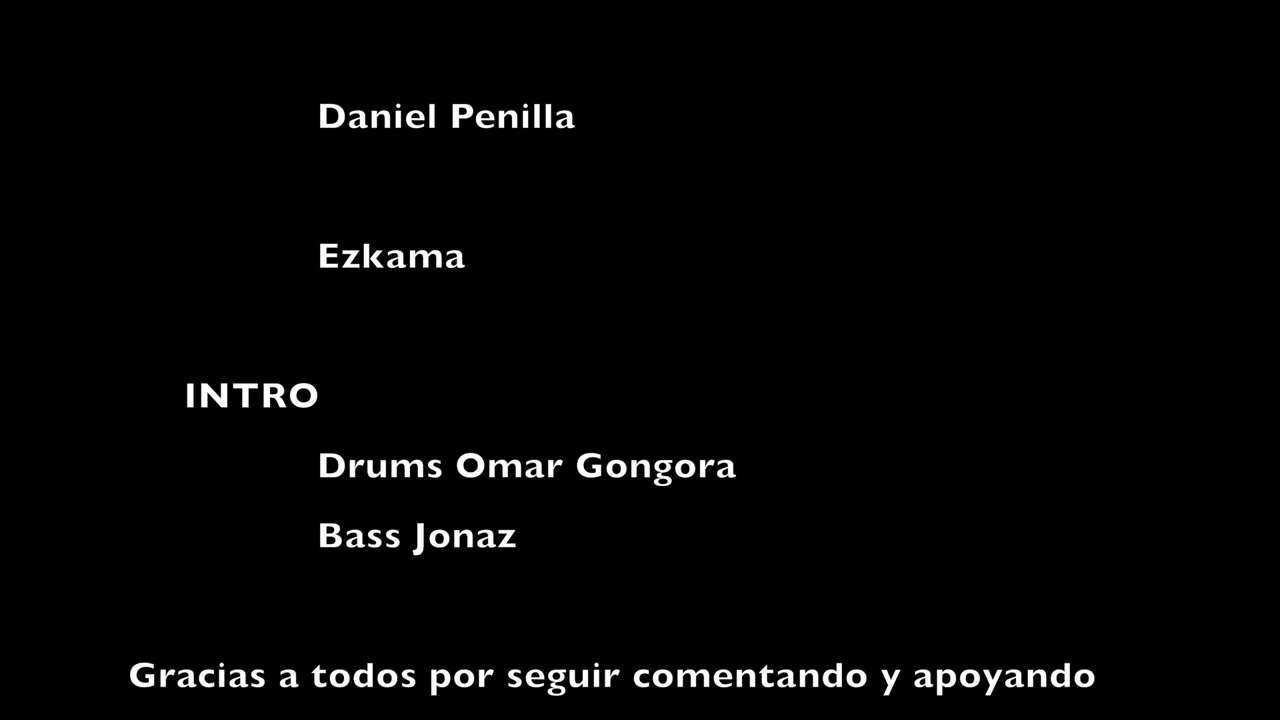 Daniel Penilla
Ezkama
INTRO
Drums Omar Gongora
Bass Jonaz
Gracias a todos por seguir comentando y apoyando